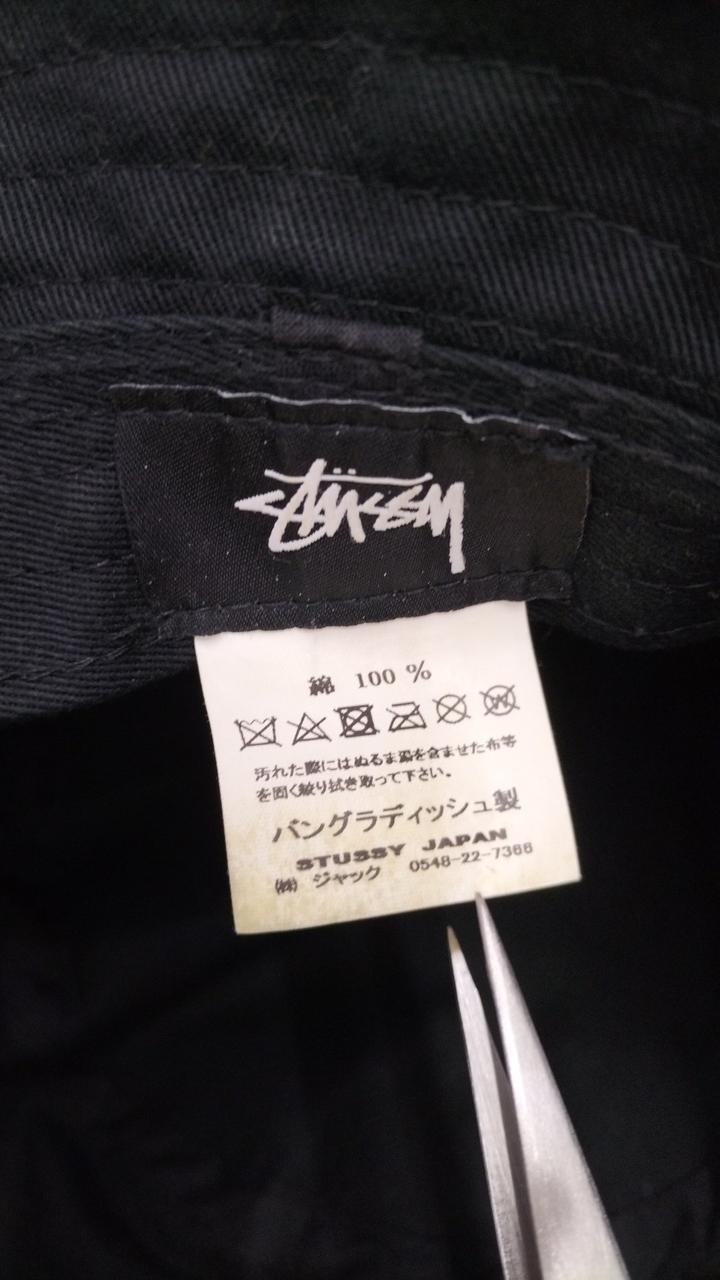 STÜSSY
綿 100 %
W
汚れた際にはぬるま湯を含ませた布等
を固く絞り拭き取って下さい。
バングラディッシュ製
STUSSY JAPAN
㈱ ジャック 0548-22-7366